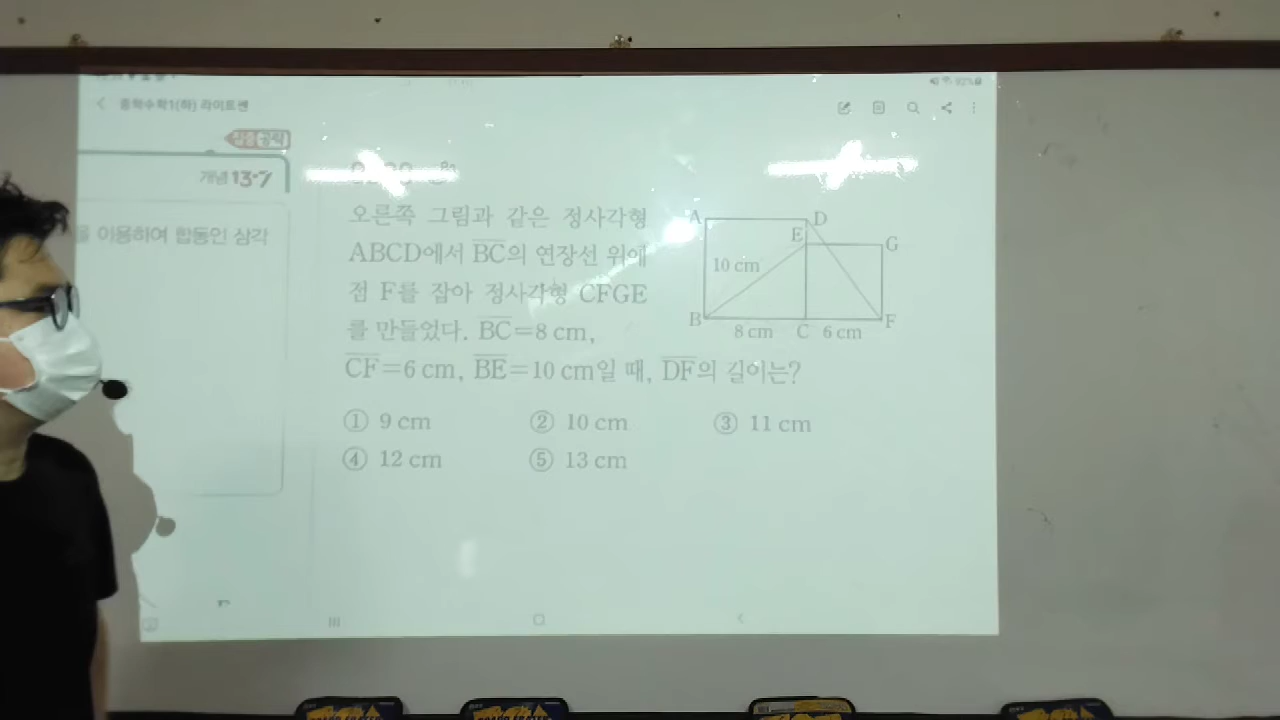 중학수학1(하) 라이트쎈
집중공략
개념 13·7
을 이용하여 합동인 삼각
오른쪽 그림과 같은 정사각형
ABCD에서 BC의 연장선 위에
점 F를 잡아 정사각형 CFGE
를 만들었다. BC=8 cm,
CF=6 cm, BE=10 cm일 때, DF의 길이는?
① 9 cm ② 10 cm ③ 11 cm
④ 12 cm ⑤ 13 cm
A D
E G
10 cm
B 8 cm C 6 cm F